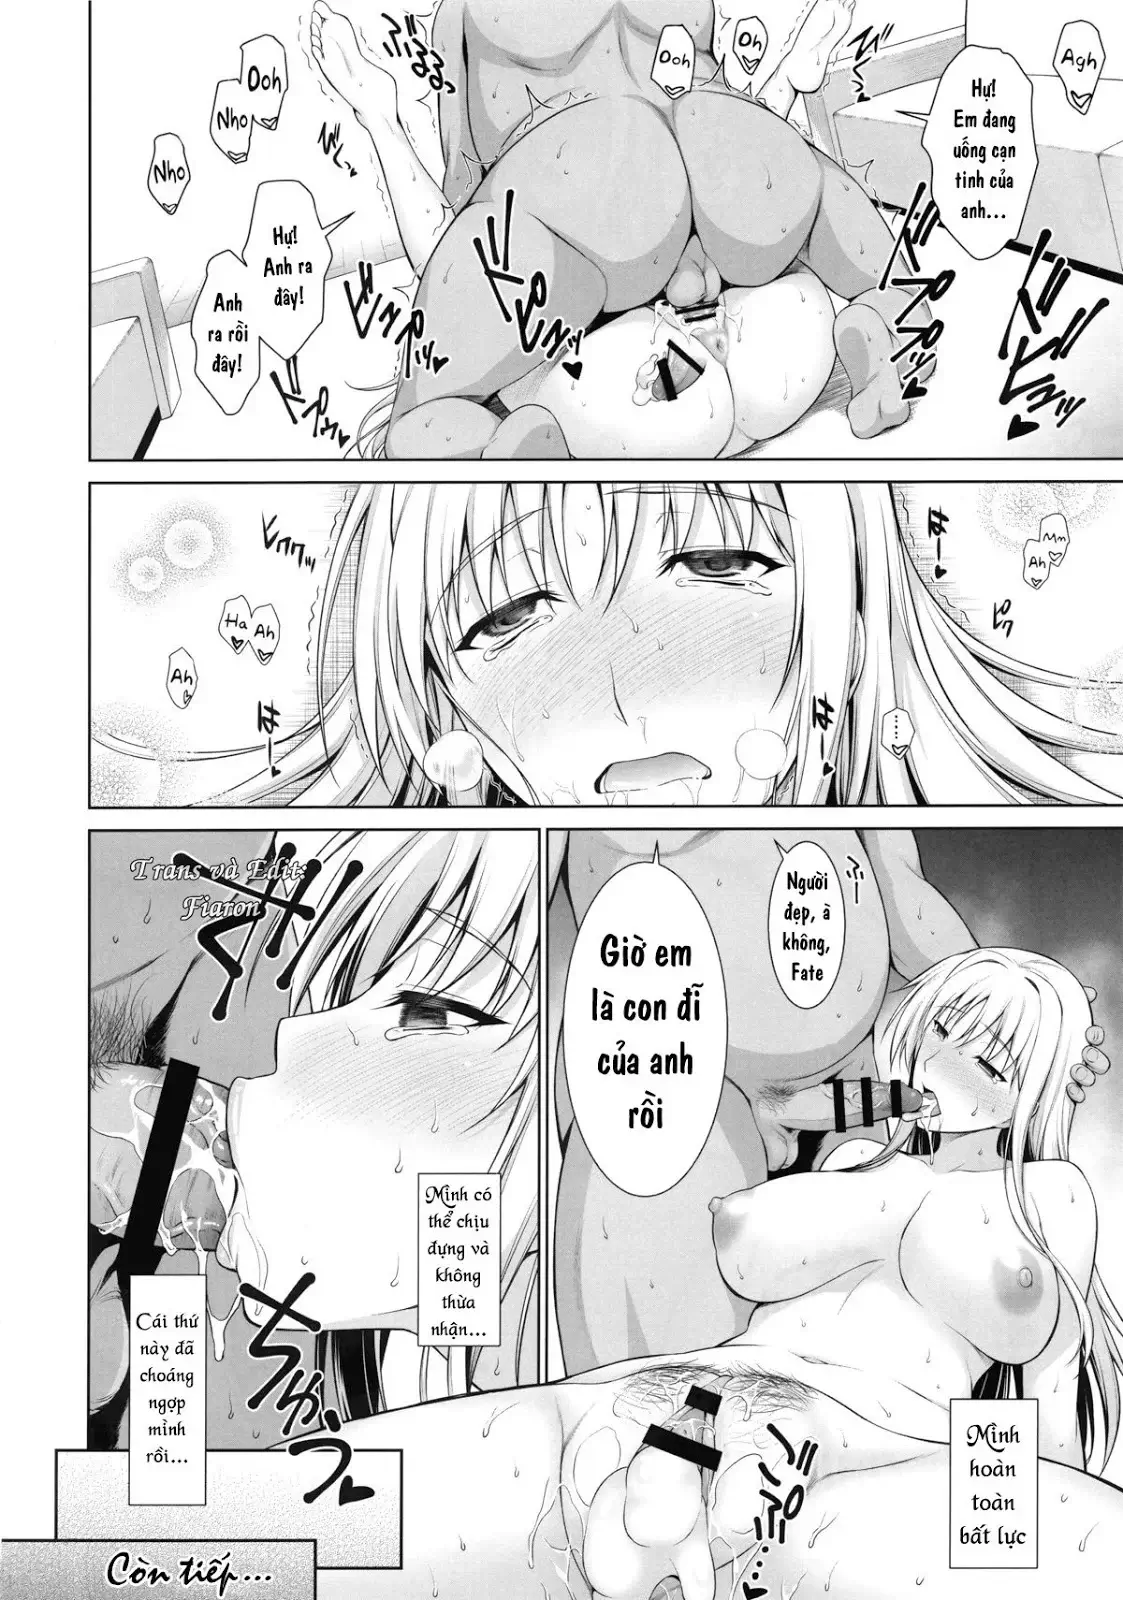 Agh
Oh
Ooh
Ooh
Nho
Nho
Hự!
Em đang
uống cạn
tinh của
anh...
Hự!
Anh ra
đây!
Anh
ra rồi
đây!
Mm
Ah
Ha
Ah
Ah
Người
đẹp, à
không,
Fate
Giờ em
là con đĩ
của anh
rồi
Trans và Edit:
Fiaron
Mình có
thể chịu
đựng và
không
thừa
nhận...
Cái thứ
này đã
choáng
ngợp
mình
rồi...
Mình
hoàn
toàn
bất lực
Còn tiếp...